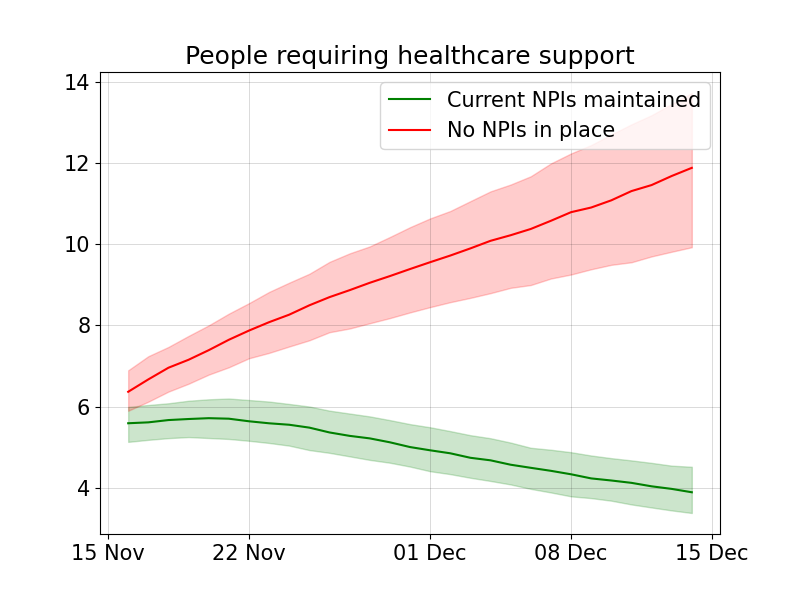 People requiring healthcare support
14
12
10
8
6
4
Current NPIs maintained
No NPIs in place
15 Nov
22 Nov
01 Dec
08 Dec
15 Dec